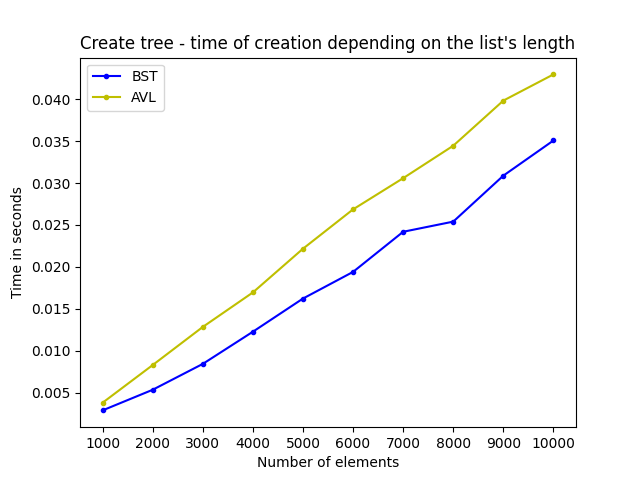 Create tree - time of creation depending on the list's length
BST
AVL
0.040
0.035
0.030
0.025
0.020
0.015
0.010
0.005
Time in seconds
1000 2000 3000 4000 5000 6000 7000 8000 9000 10000
Number of elements